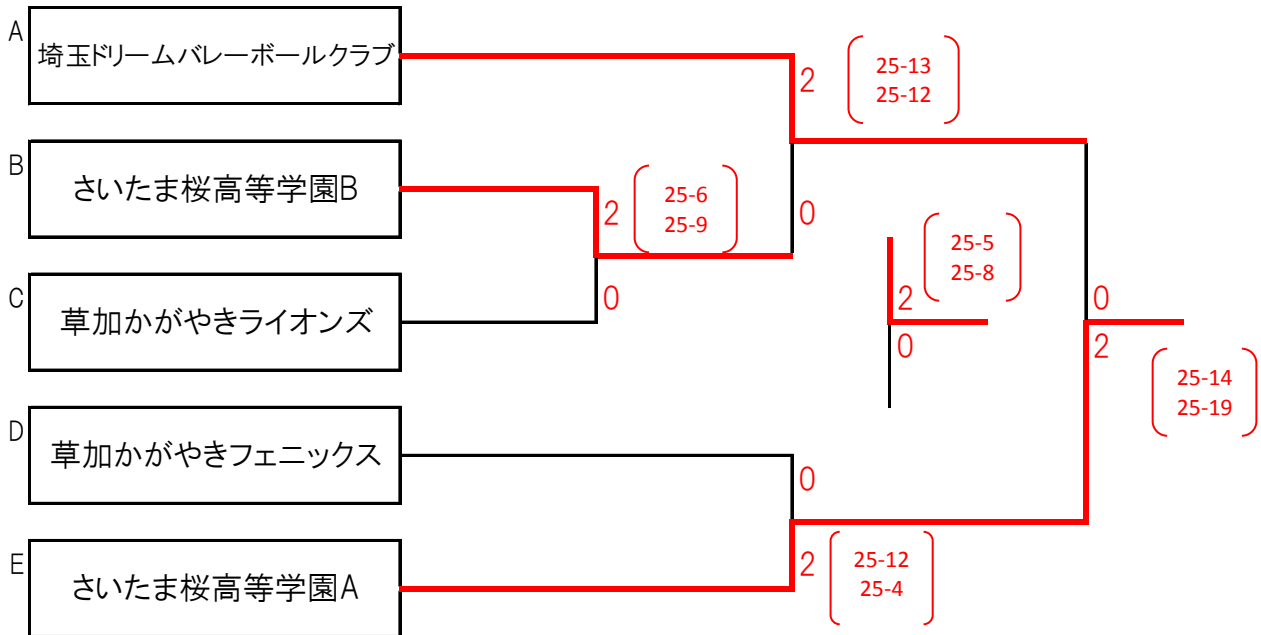 A
埼玉ドリームバレーボールクラブ
2
25-13
25-12
B
さいたま桜高等学園B
2
25-6
25-9
0
C
草加かがやきライオンズ
0
25-5
25-8
2
0
0
2
25-14
25-19
D
草加かがやきフェニックス
0
E
さいたま桜高等学園A
2
25-12
25-4